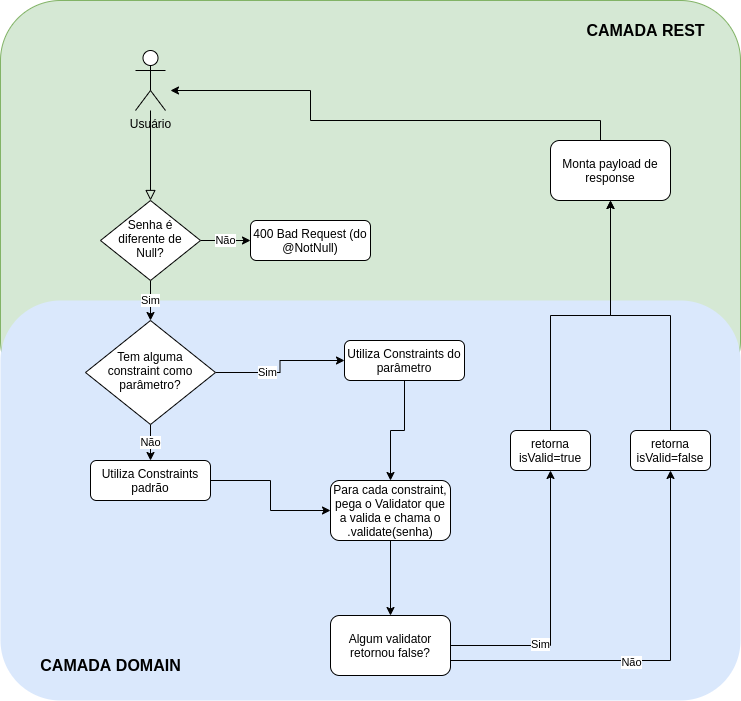 CAMADA REST
Usuário
Monta payload de
response
Senha é
diferente de
Null?
Não
400 Bad Request (do
@NotNull)
Sim
Tem alguma
constraint como
parâmetro?
Sim
Utiliza Constraints do
parâmetro
Não
Utiliza Constraints
padrão
retorna
isValid=true
retorna
isValid=false
Para cada constraint,
pega o Validator que
a valida e chama o
.validate(senha)
Algum validator
retornou false?
Sim
Não
CAMADA DOMAIN